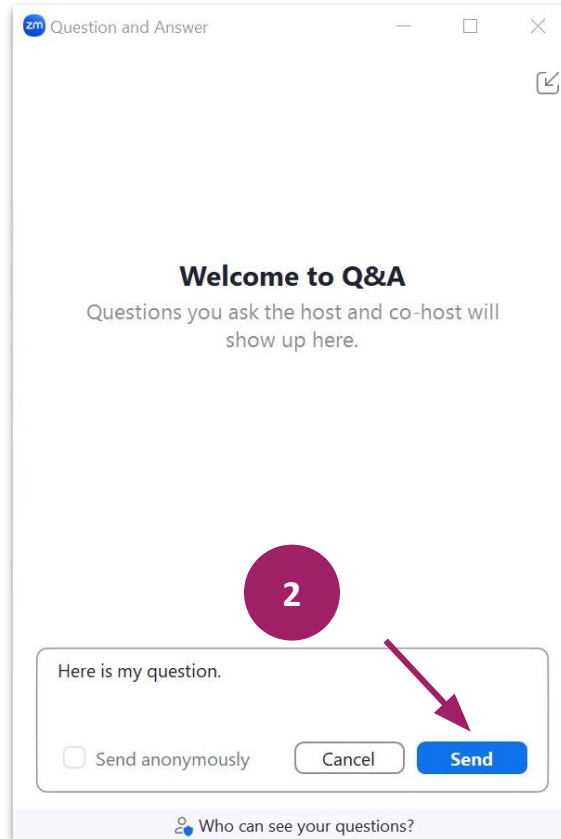 zm Question and Answer
Welcome to Q&A
Questions you ask the host and co-host will
show up here.
2
Here is my question.
Send anonymously Cancel Send
Who can see your questions?